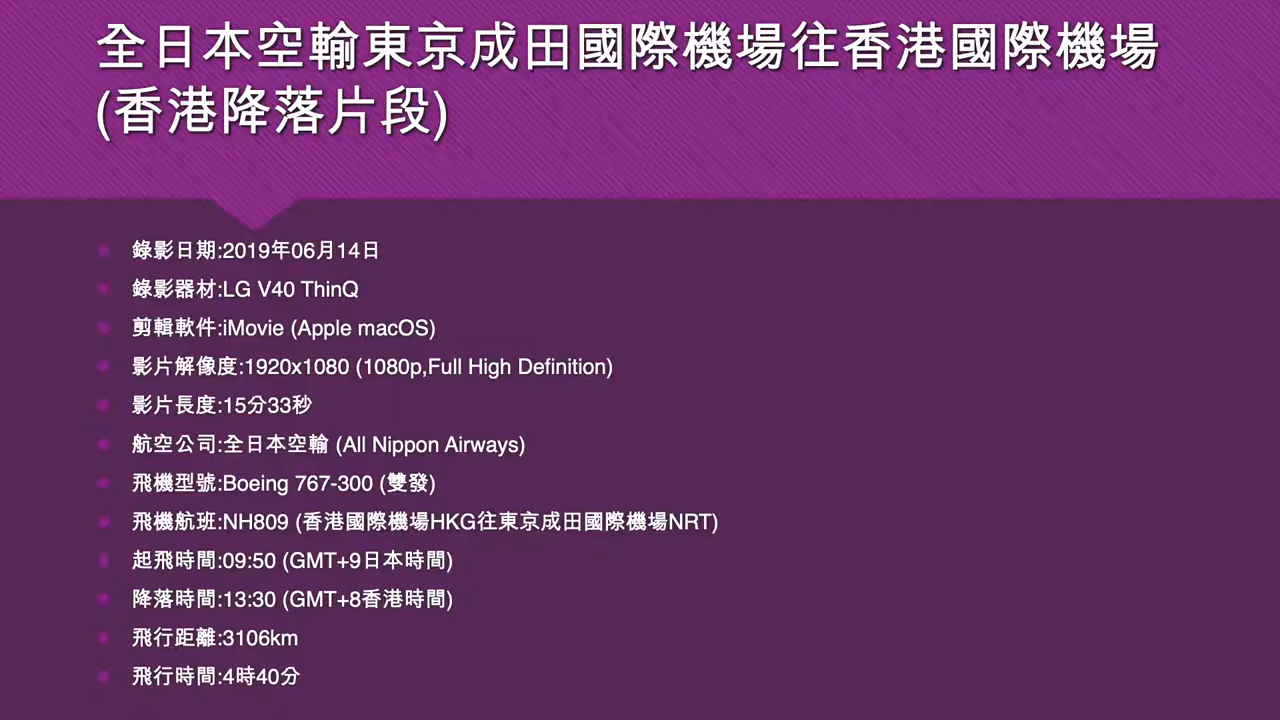 全日本空輸東京成田國際機場往香港國際機場
(香港降落片段)
錄影日期:2019年06月14日
錄影器材:LG V40 ThinQ
剪輯軟件:iMovie (Apple macOS)
影片解像度:1920x1080 (1080p,Full High Definition)
影片長度:15分33秒
航空公司:全日本空輸 (All Nippon Airways)
飛機型號:Boeing 767-300 (雙發)
飛機航班:NH809 (香港國際機場HKG往東京成田國際機場NRT)
起飛時間:09:50 (GMT+9日本時間)
降落時間:13:30 (GMT+8香港時間)
飛行距離:3106km
飛行時間:4時40分